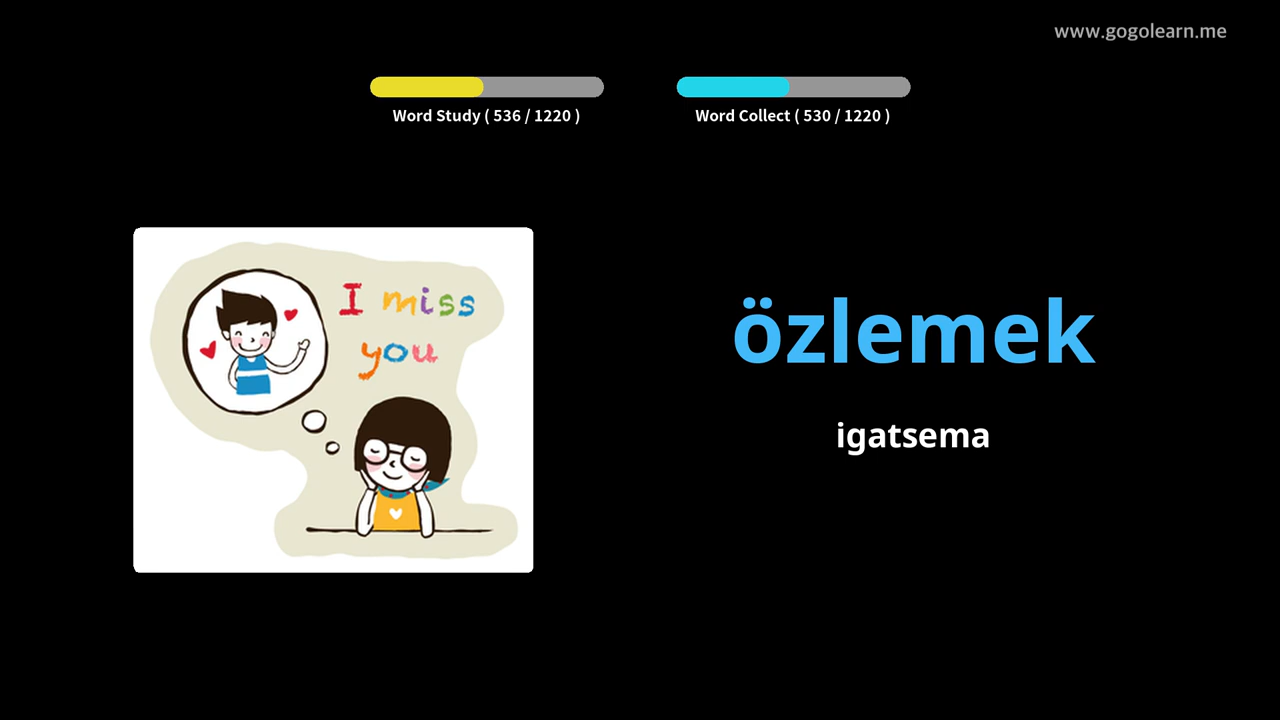 www.gogolearn.me
Word Study ( 536 / 1220 )
Word Collect ( 530 / 1220 )
I miss
you
özlemek
igatsema